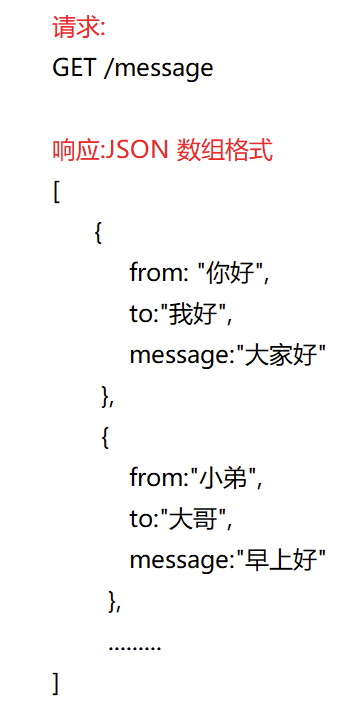 请求:
GET /message
响应:JSON 数组格式
[
{
from: "你好",
to:"我好",
message:"大家好"
},
{
from:"小弟",
to:"大哥",
message:"早上好"
},
.........
]